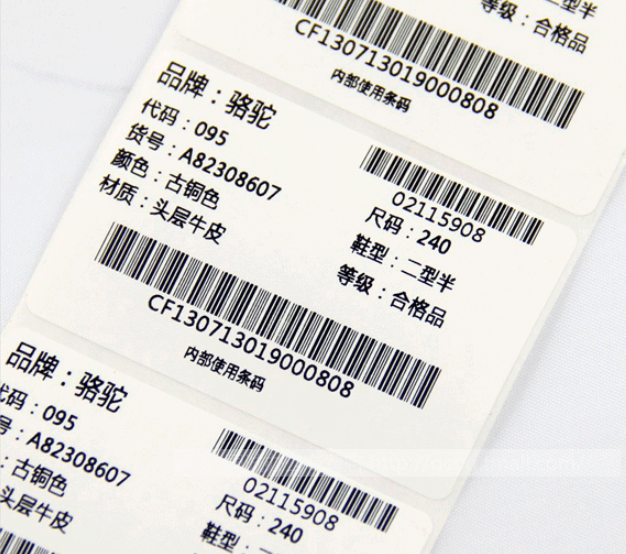 等级：合格品
CF130713019000808
内部使用条码
品牌：骆驼
代码：095
货号：A82308607
颜色：古铜色
材质：头层牛皮
02115908
尺码：240
鞋型：二型半
等级：合格品
CF130713019000808
内部使用条码
品牌：骆驼
代码：095
号：A82308607
：古铜色
头层牛皮
02115908
尺码：240
鞋型：二